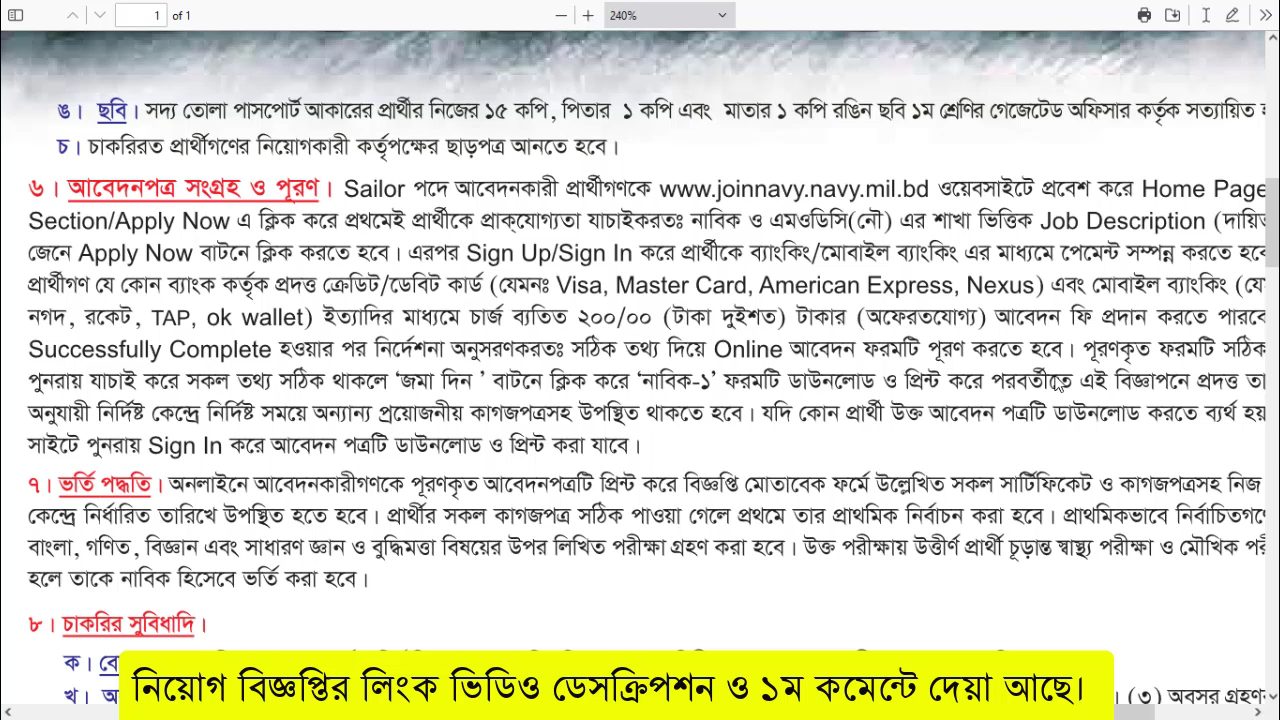 1 of 1 240%
ঙ। ছবি। সদ্য তোলা পাসপোর্ট আকারের প্রার্থীর নিজের ১৫ কপি, পিতার ১ কপি এবং মাতার ১ কপি রঙিন ছবি ১ম শ্রেণির গেজেটেড অফিসার কর্তৃক সত্যায়িত
চ। চাকরিরত প্রার্থীগণের নিয়োগকারী কর্তৃপক্ষের ছাড়পত্র আনতে হবে।
৬। আবেদনপত্র সংগ্রহ ও পূরণ। Sailor পদে আবেদনকারী প্রার্থীগণকে www.joinnavy.navy.mil.bd ওয়েবসাইটে প্রবেশ করে Home Page
Section/Apply Now এ ক্লিক করে প্রথমেই প্রার্থীকে প্রাক্‌যোগ্যতা যাচাইকরতঃ নাবিক ও এমওডিসি(নৌ) এর শাখা ভিত্তিক Job Description
জেনে Apply Now বাটনে ক্লিক করতে হবে। এরপর Sign Up/Sign In করে প্রার্থীকে ব্যাংকিং/মোবাইল ব্যাংকিং এর মাধ্যমে পেমেন্ট সম্পন্ন করতে
প্রার্থীগণ যে কোন ব্যাংক কর্তৃক প্রদত্ত ক্রেডিট/ডেবিট কার্ড (যেমনঃ Visa, Master Card, American Express, Nexus) এবং মোবাইল ব্যাংকিং
নগদ, রকেট, TAP, ok wallet) ইত্যাদির মাধ্যমে চার্জ ব্যতিত ২০০/০০ (টাকা দুইশত) টাকার (অফেরতযোগ্য) আবেদন ফি প্রদান করতে
Successfully Complete হওয়ার পর নির্দেশনা অনুসরণকরতঃ সঠিক তথ্য দিয়ে Online আবেদন ফরমটি পূরণ করতে হবে। পূরণকৃত ফরমটি সঠিক
পুনরায় যাচাই করে সকল তথ্য সঠিক থাকলে ‘জমা দিন ’ বাটনে ক্লিক করে ‘নাবিক-১’ ফরমটি ডাউনলোড ও প্রিন্ট করে পরবর্তীতে এই বিজ্ঞাপনে প্রদত্ত
অনুযায়ী নির্দিষ্ট কেন্দ্রে নির্দিষ্ট সময়ে অন্যান্য প্রয়োজনীয় কাগজপত্রসহ উপস্থিত থাকতে হবে। যদি কোন প্রার্থী উক্ত আবেদন পত্রটি ডাউনলোড করতে ব্যর্থ হয়
সাইটে পুনরায় Sign In করে আবেদন পত্রটি ডাউনলোড ও প্রিন্ট করা যাবে।
৭। ভর্তি পদ্ধতি। অনলাইনে আবেদনকারীগণকে পূরণকৃত আবেদনপত্রটি প্রিন্ট করে বিজ্ঞপ্তি মোতাবেক ফর্মে উল্লেখিত সকল সার্টিফিকেট ও কাগজপত্রসহ নিজ
কেন্দ্রে নির্ধারিত তারিখে উপস্থিত হতে হবে। প্রার্থীর সকল কাগজপত্র সঠিক পাওয়া গেলে প্রথমে তার প্রাথমিক নির্বাচন করা হবে। প্রাথমিকভাবে
বাংলা, গণিত, বিজ্ঞান এবং সাধারণ জ্ঞান ও বুদ্ধিমত্তা বিষয়ের উপর লিখিত পরীক্ষা গ্রহণ করা হবে। উক্ত পরীক্ষায় উত্তীর্ণ প্রার্থী চূড়ান্ত স্বাস্থ্য পরীক্ষা ও মৌখিক
হলে তাকে নাবিক হিসেবে ভর্তি করা হবে।
৮। চাকরির সুবিধাদি।
ক।
নিয়োগ বিজ্ঞপ্তির লিংক ভিডিও ডেসক্রিপশন ও ১ম কমেন্টে দেয়া আছে।
খ। (৩) অবসর